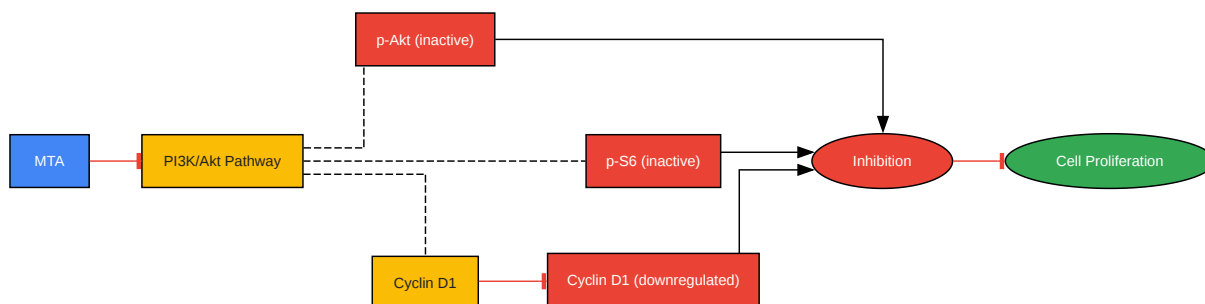 p-Akt (inactive)
MTA
PI3K/Akt Pathway
p-S6 (inactive)
Inhibition
Cell Proliferation
Cyclin D1
Cyclin D1 (downregulated)